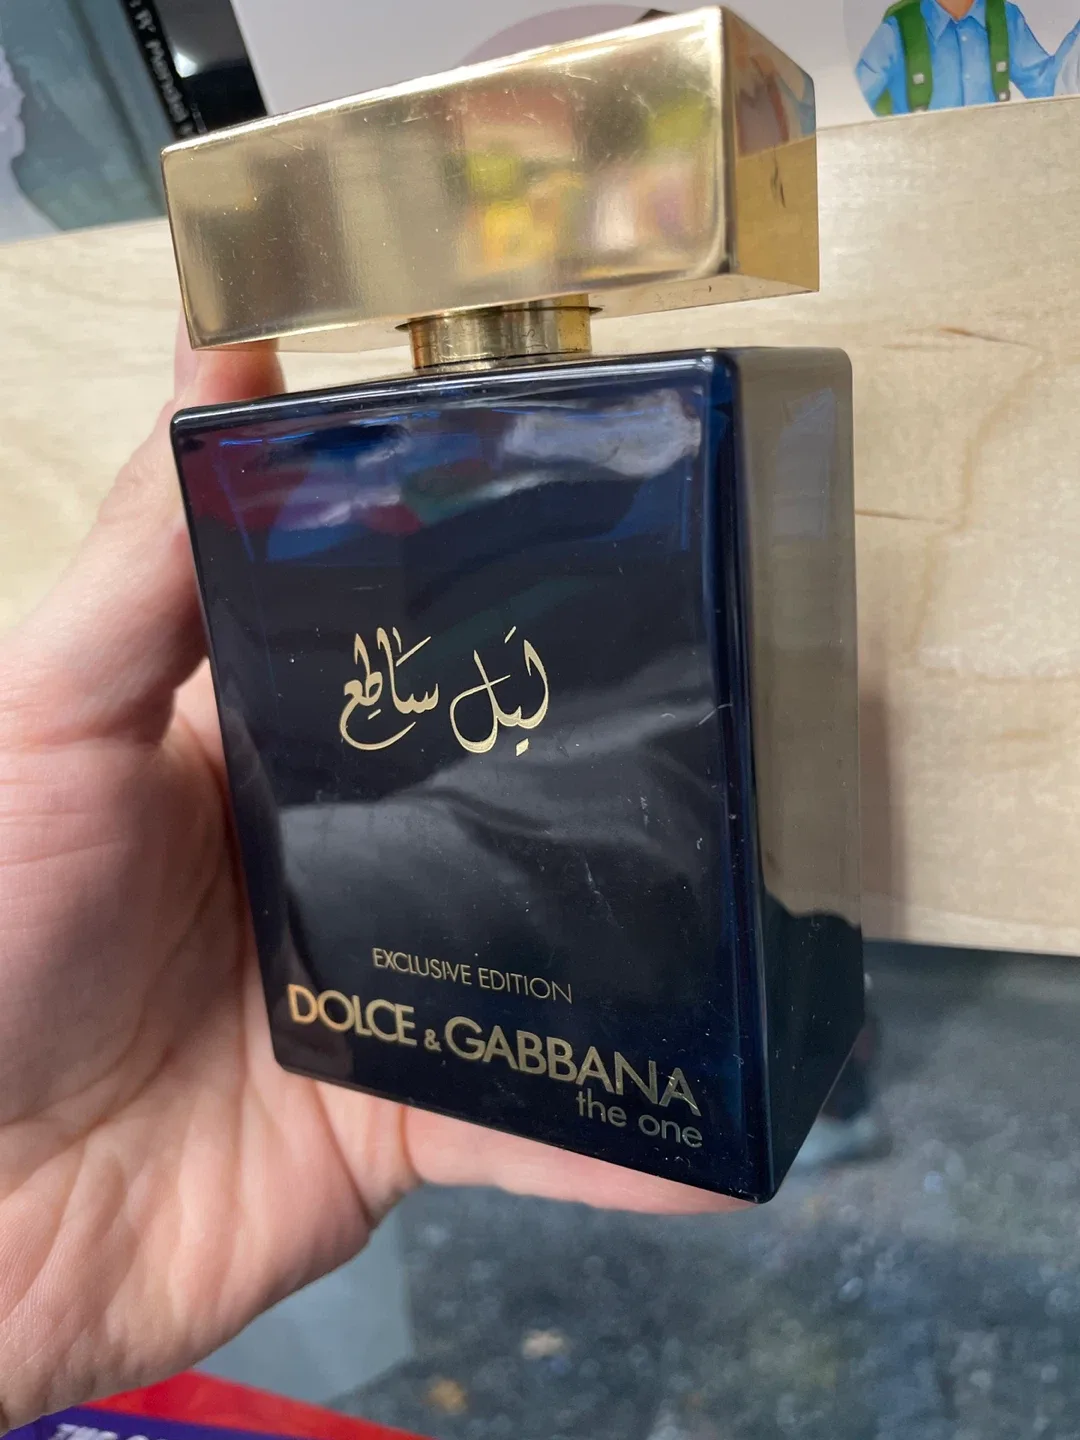 ليل ساطع
EXCLUSIVE EDITION
DOLCE & GABBANA
the one